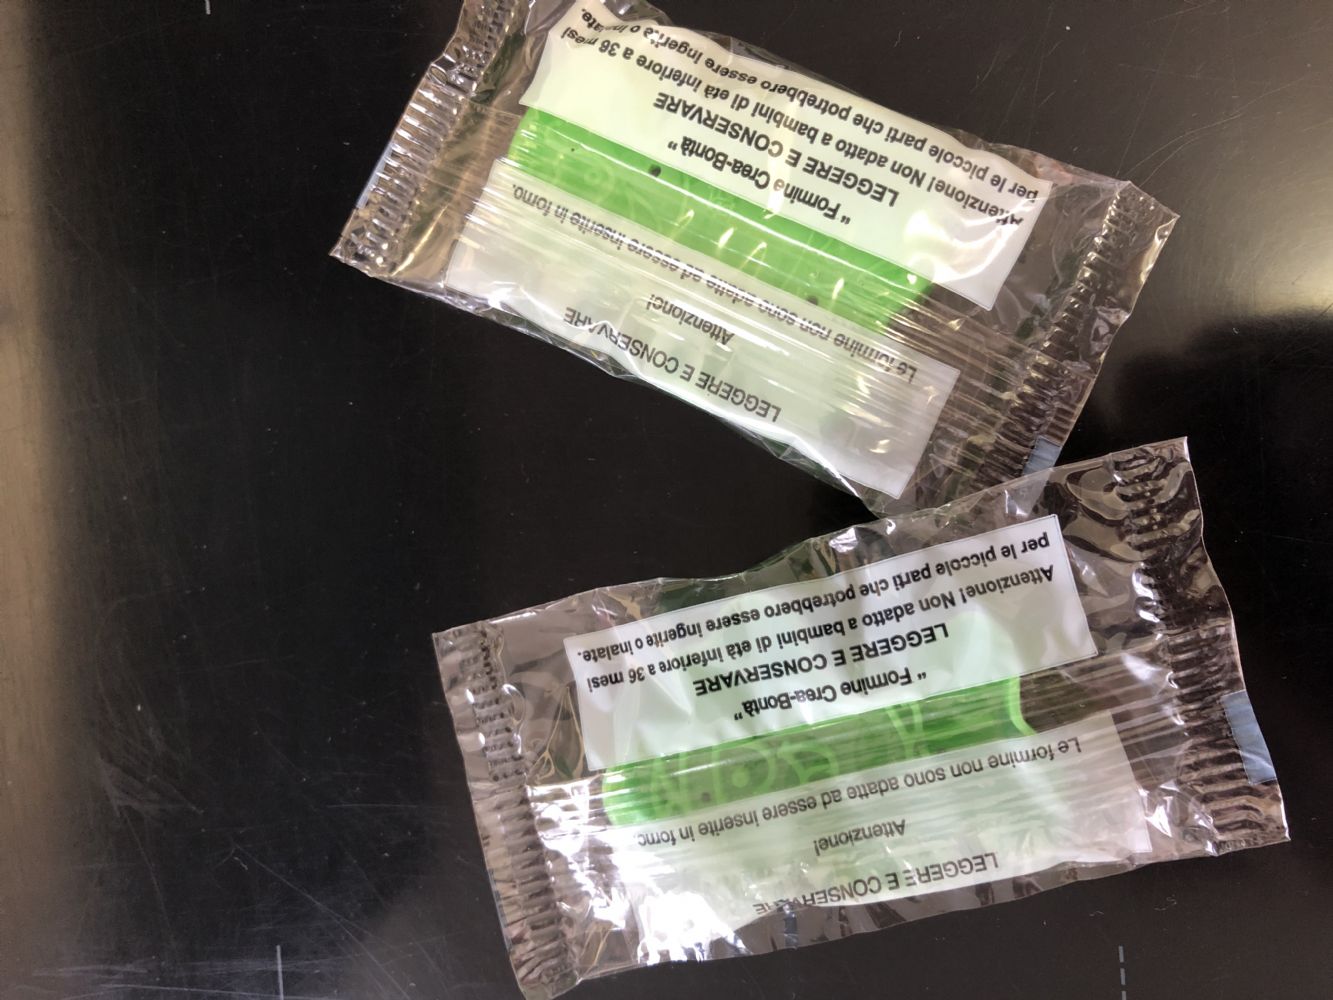 “ Formine Crea-Bontà”
LEGGERE E CONSERVARE
Attenzione! Non adatto a bambini di età inferiore a 36 mesi
per le piccole parti che potrebbero essere ingerite o inalate.
LEGGERE E CONSERVARE
Attenzione!
Le formine non sono adatte ad essere inserite in forno.
“ Formine Crea-Bontà”
LEGGERE E CONSERVARE
Attenzione! Non adatto a bambini di età inferiore a 36 mesi
per le piccole parti che potrebbero essere ingerite o inalate.
LEGGERE E CONSERVARE
Attenzione!
Le formine non sono adatte ad essere inserite in forno.